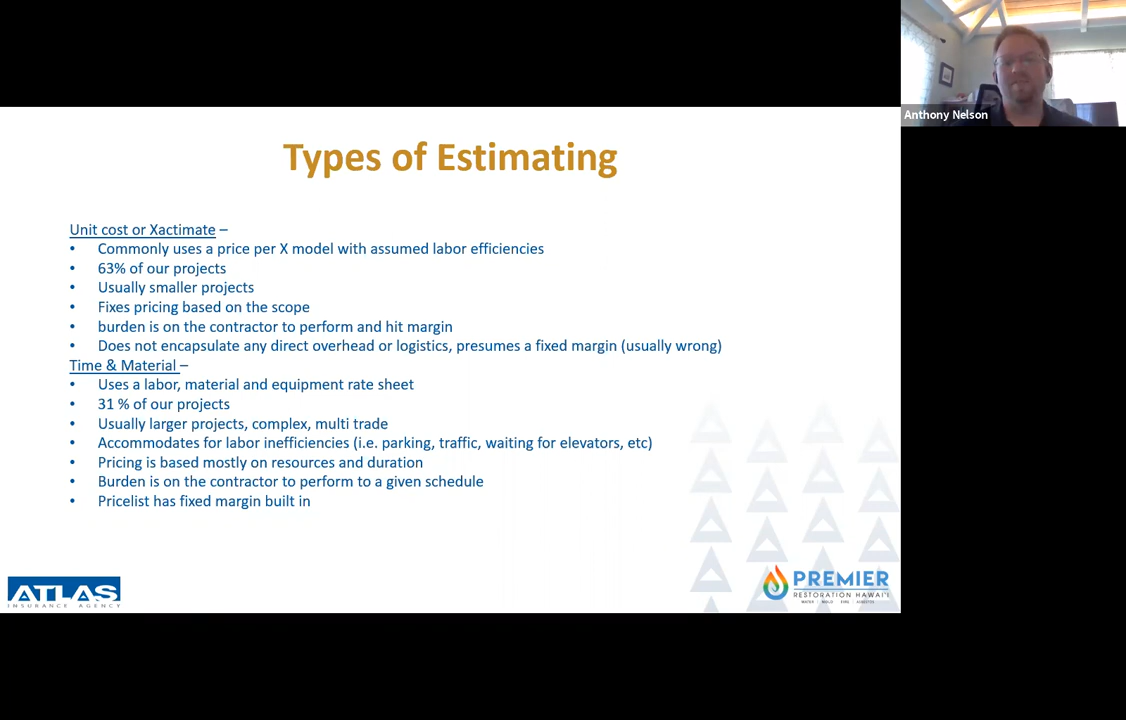 Anthony Nelson
Types of Estimating
Unit cost or Xactimate –
• Commonly uses a price per X model with assumed labor efficiencies
• 63% of our projects
• Usually smaller projects
• Fixes pricing based on the scope
• burden is on the contractor to perform and hit margin
• Does not encapsulate any direct overhead or logistics, presumes a fixed margin (usually wrong)
Time & Material –
• Uses a labor, material and equipment rate sheet
• 31 % of our projects
• Usually larger projects, complex, multi trade
• Accommodates for labor inefficiencies (i.e. parking, traffic, waiting for elevators, etc)
• Pricing is based mostly on resources and duration
• Burden is on the contractor to perform to a given schedule
• Pricelist has fixed margin built in
ATLAS
INSURANCE AGENCY
PREMIER
RESTORATION HAWAI'I
WATER MOLD FIRE ASBESTOS